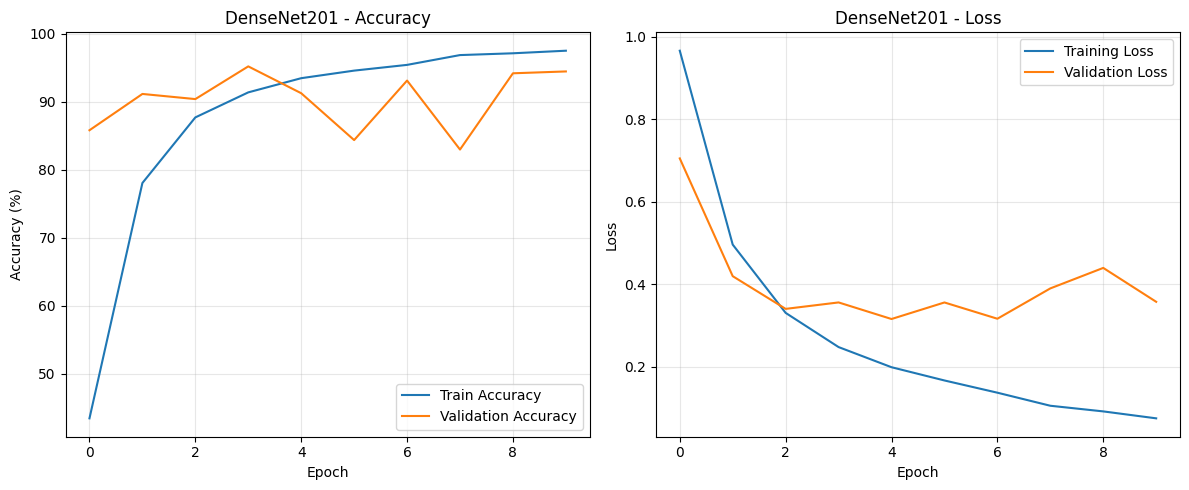 DenseNet201 - Accuracy
Accuracy (%)
100
90
80
70
60
50
0
2
4
6
8
Epoch
Train Accuracy
Validation Accuracy
DenseNet201 - Loss
Loss
1.0
0.8
0.6
0.4
0.2
0
2
4
6
8
Epoch
Training Loss
Validation Loss